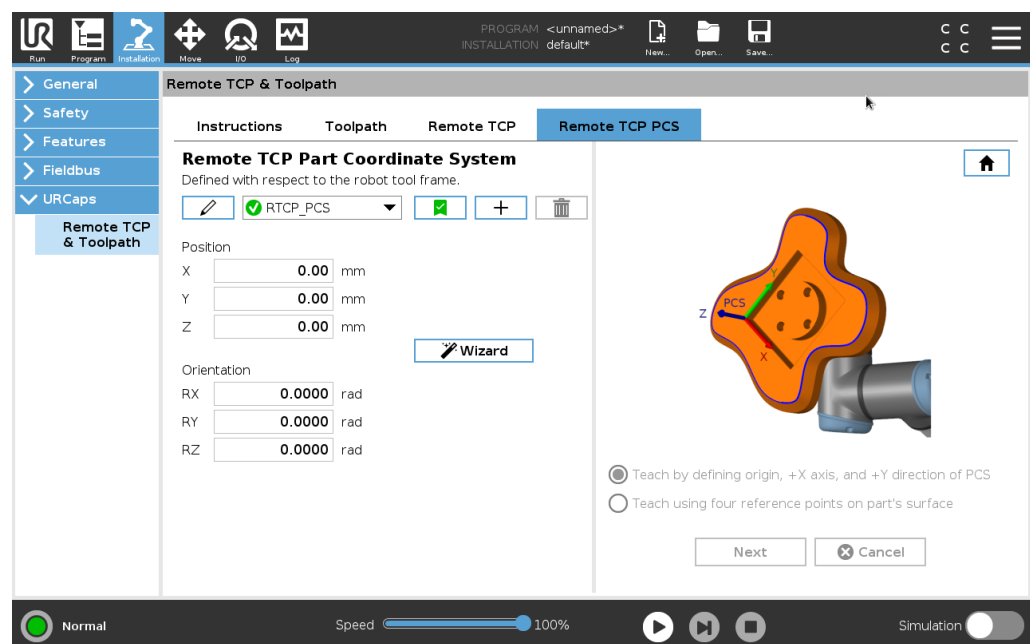 PROGRAM <unnamed>*
INSTALLATION default*
Run
Program
Installation
Move
I/O
Log
New...
Open...
Save...
C C
C C
General
Safety
Features
Fieldbus
URCaps
Remote TCP
& Toolpath
Remote TCP & Toolpath
Instructions Toolpath Remote TCP Remote TCP PCS
Remote TCP Part Coordinate System
Defined with respect to the robot tool frame.
RTCP_PCS
Position
X 0.00 mm
Y 0.00 mm
Z 0.00 mm
Wizard
Orientation
RX 0.0000 rad
RY 0.0000 rad
RZ 0.0000 rad
Y
PCS
Z
X
Teach by defining origin, +X axis, and +Y direction of PCS
Teach using four reference points on part's surface
Next Cancel
Normal
Speed 100%
Simulation